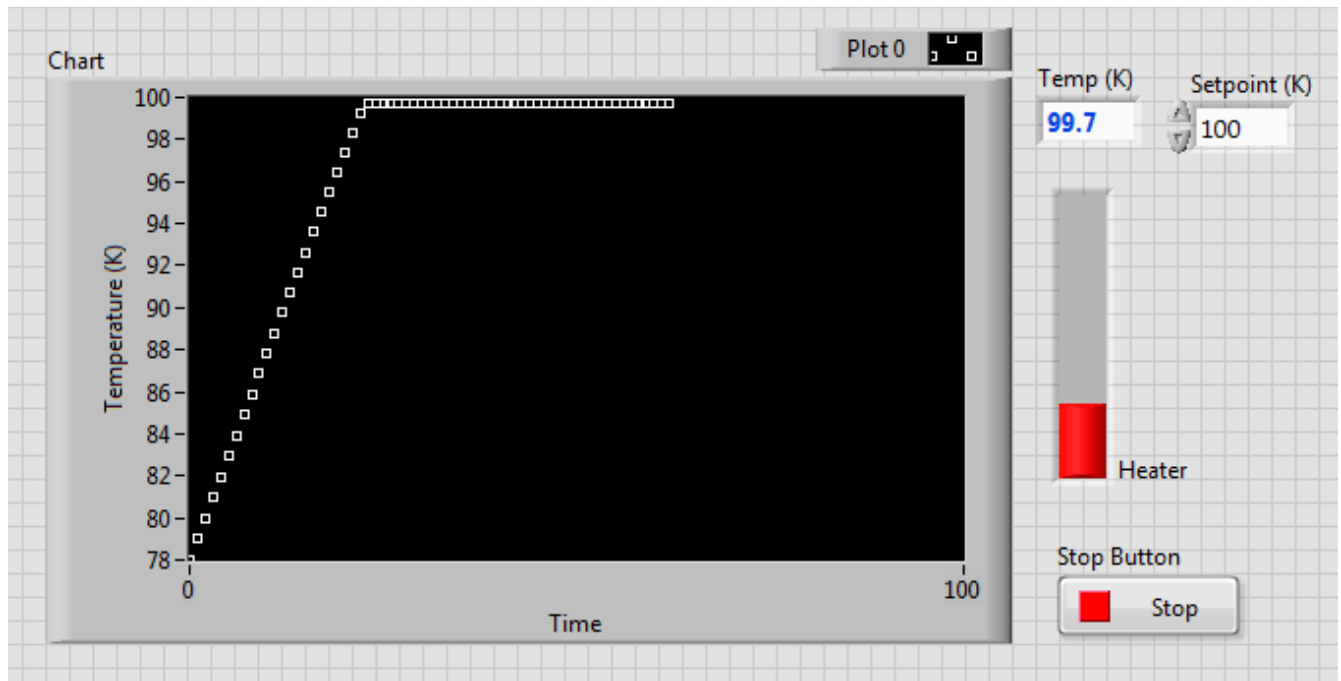 Plot 0
Chart
Temp (K)
Setpoint (K)
99.7
100
100
98
96
94
92
90
88
86
84
82
80
78
Temperature (K)
0
100
Time
Heater
Stop Button
Stop